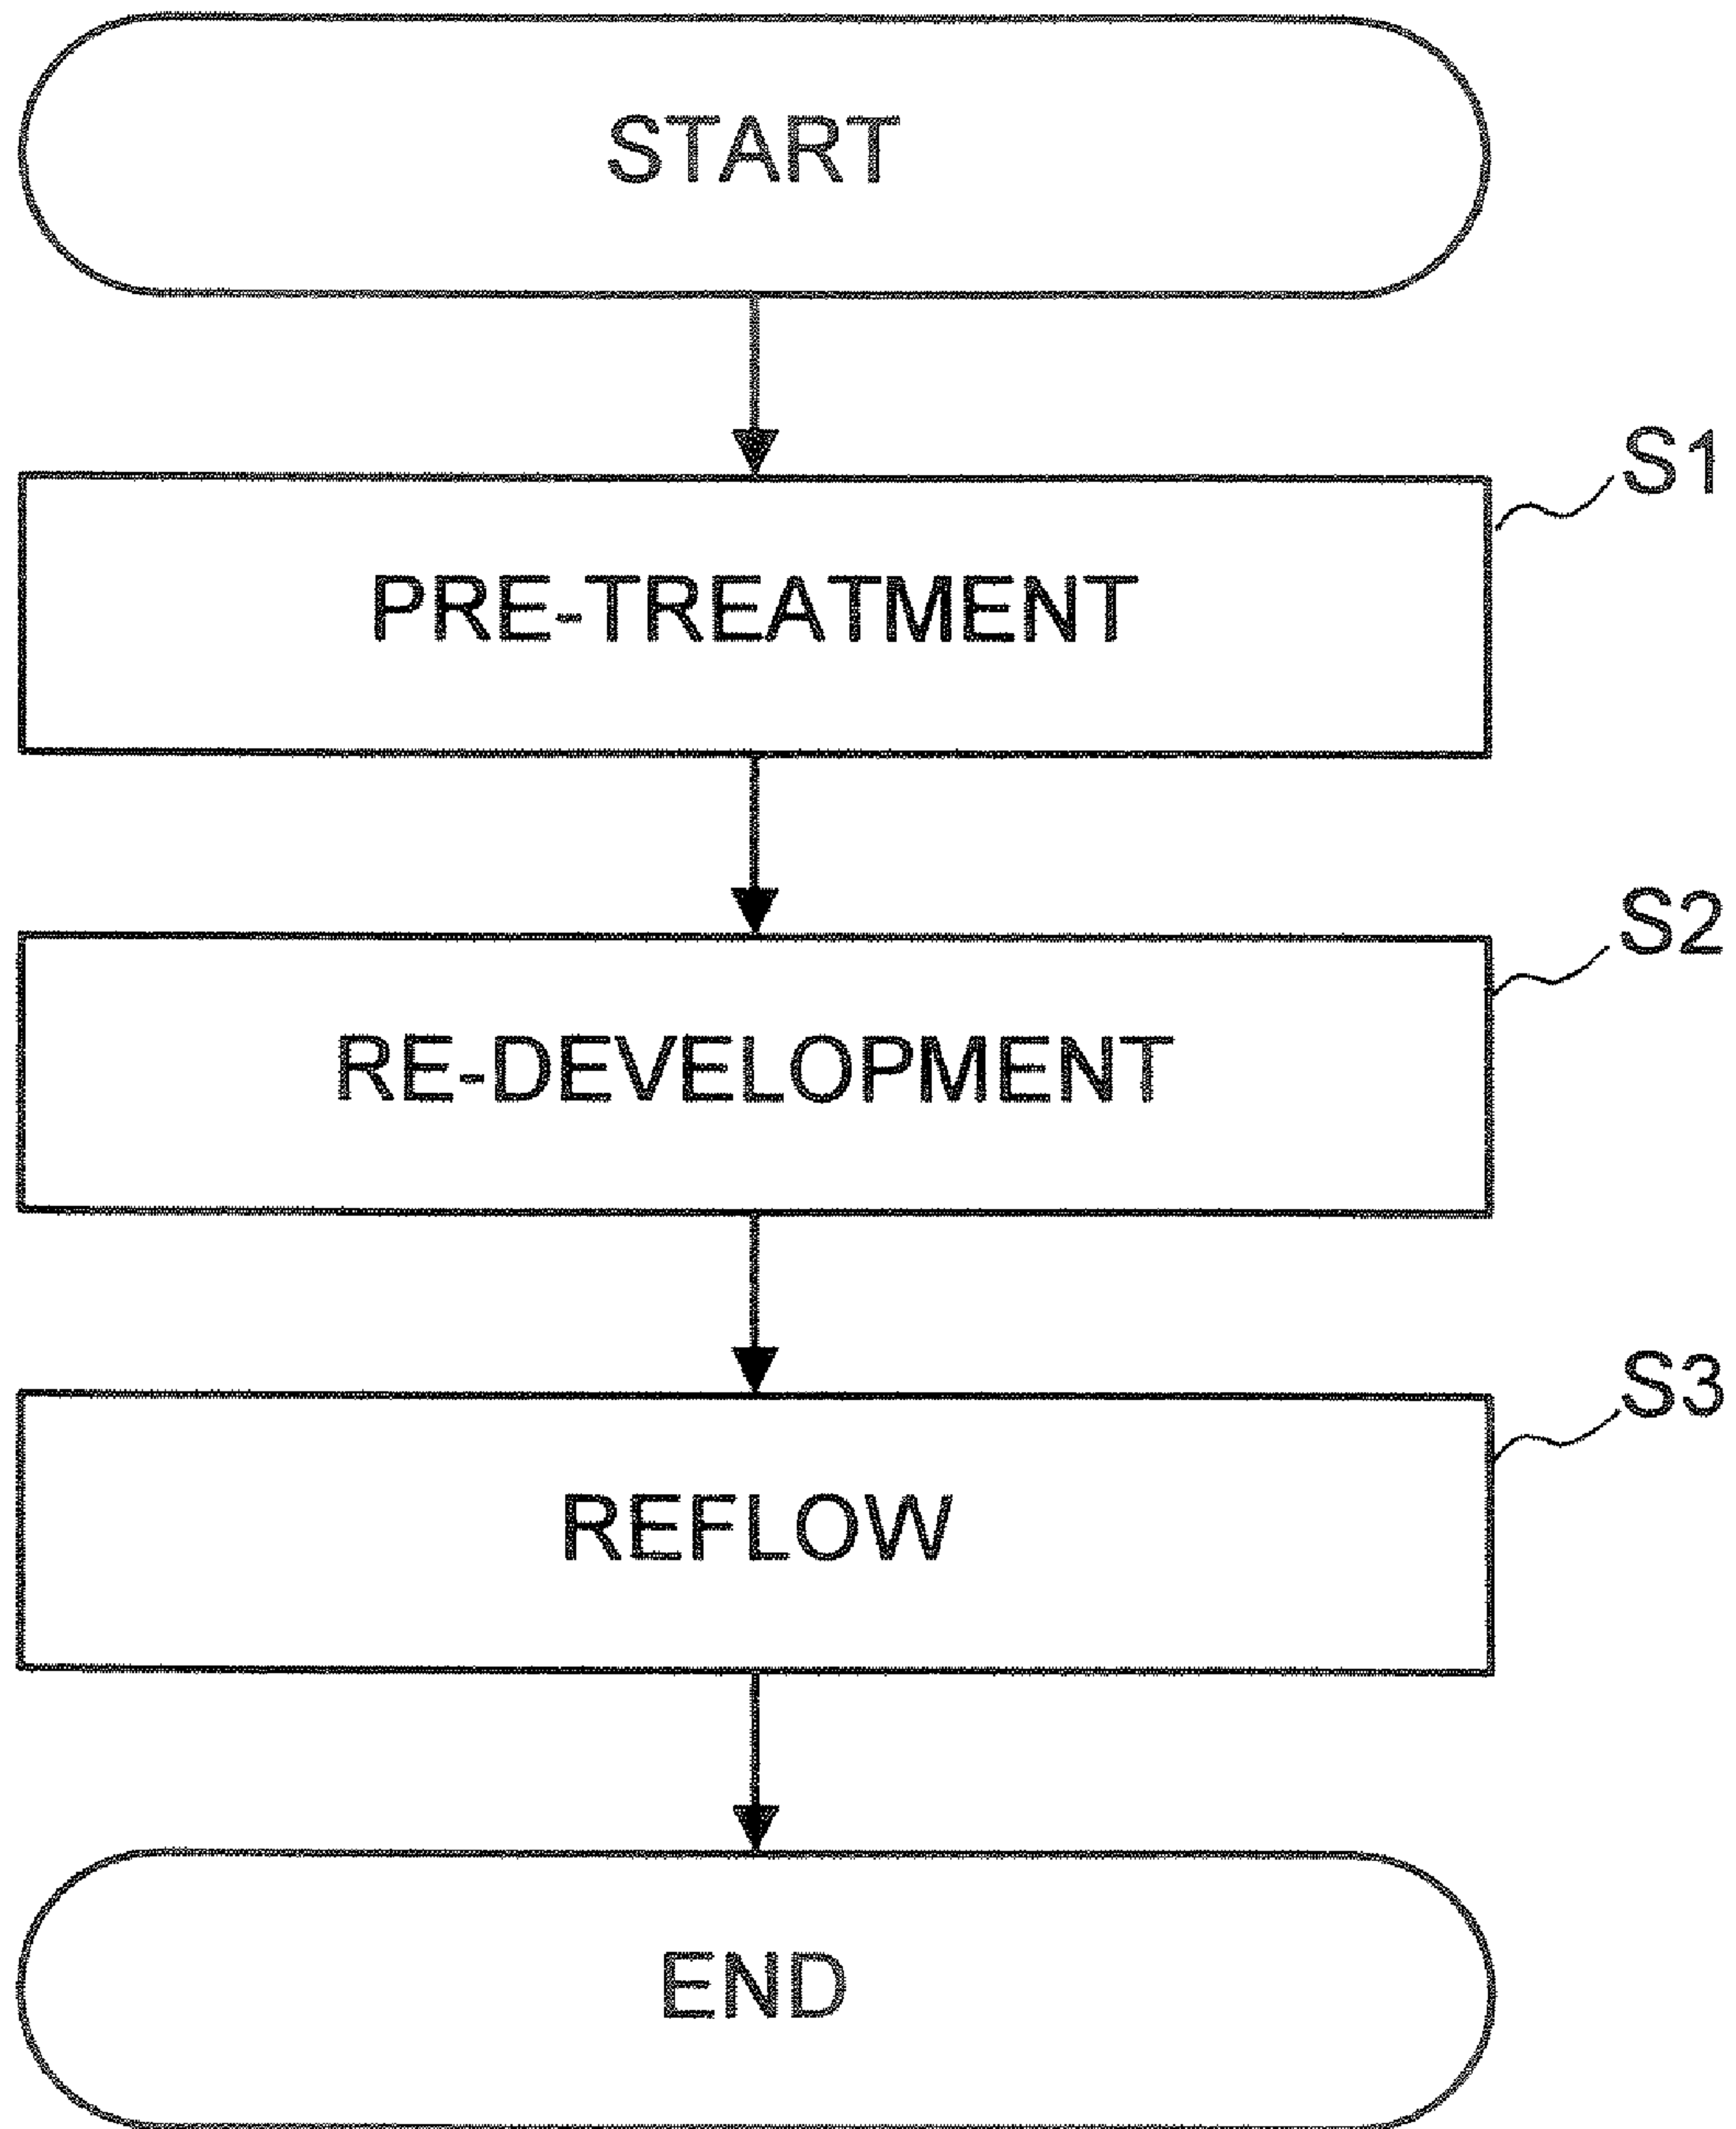 START
S1
PRE-TREATMENT
S2
RE-DEVELOPMENT
S3
REFLOW
END